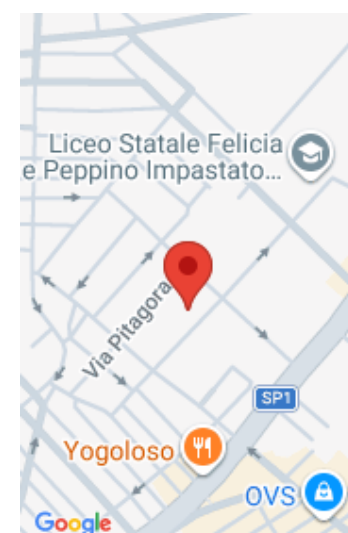 Liceo Statale Felicia
e Peppino Impastato...
Via Pitagora
SP1
Yogoloso
OVS
Google